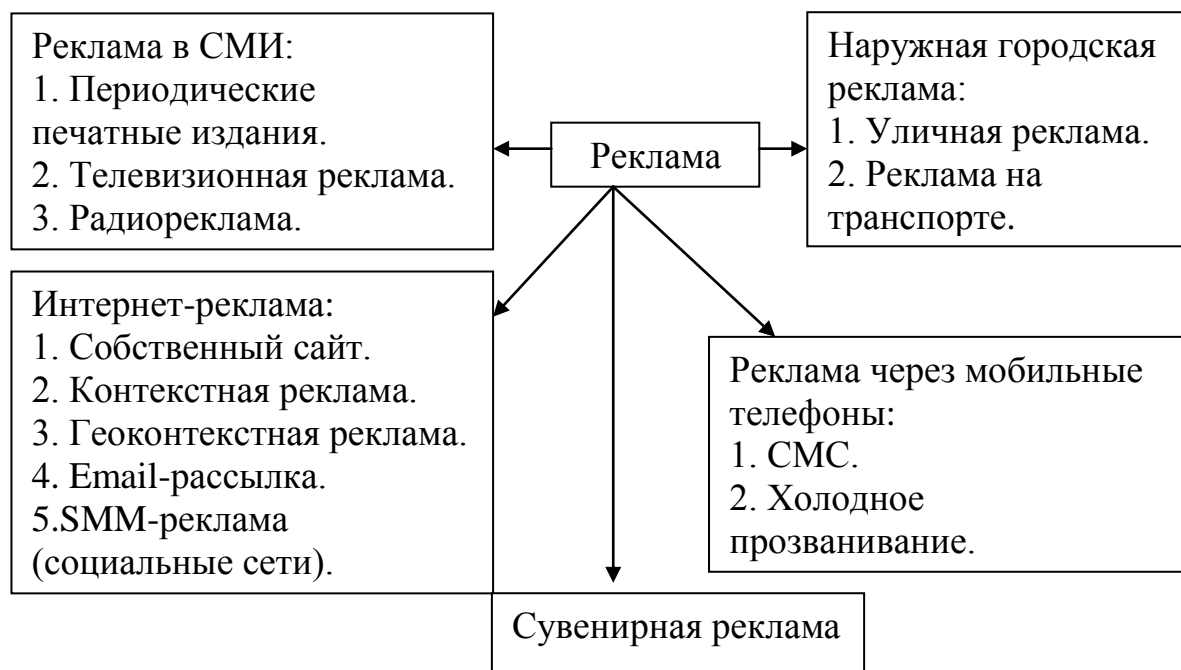 Реклама в СМИ:
1. Периодические
печатные издания.
2. Телевизионная реклама.
3. Радиореклама.
Реклама
Наружная городская
реклама:
1. Уличная реклама.
2. Реклама на
транспорте.
Интернет-реклама:
1. Собственный сайт.
2. Контекстная реклама.
3. Геоконтекстная реклама.
4. Email-рассылка.
5.SMM-реклама
(социальные сети).
Реклама через мобильные
телефоны:
1. СМС.
2. Холодное
прозванивание.
Сувенирная реклама